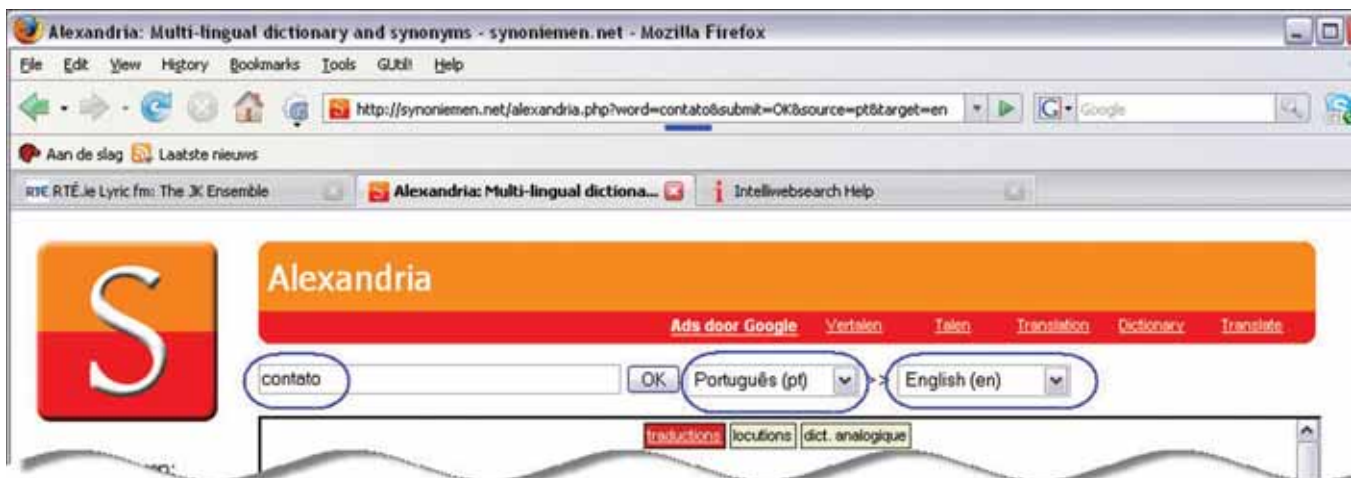 Alexandria: Multi-lingual dictionary and synonyms - synoniemen.net - Mozilla Firefox
File Edit View History Bookmarks Tools GUtil! Help
http://synoniemen.net/alexandria.php?word=contato&submit=OK&source=pt&target=en G Google
Aan de slag Laatste nieuws
RTÉ RTÉ.ie Lyric fm: The JK Ensemble S Alexandria: Multi-lingual dictiona... i Intelliwebsearch Help
S
Alexandria
Ads door Google Vertalen Talen Translation Dictionary Translate
contato OK Português (pt) >> English (en)
traductions locutions dict. analogique